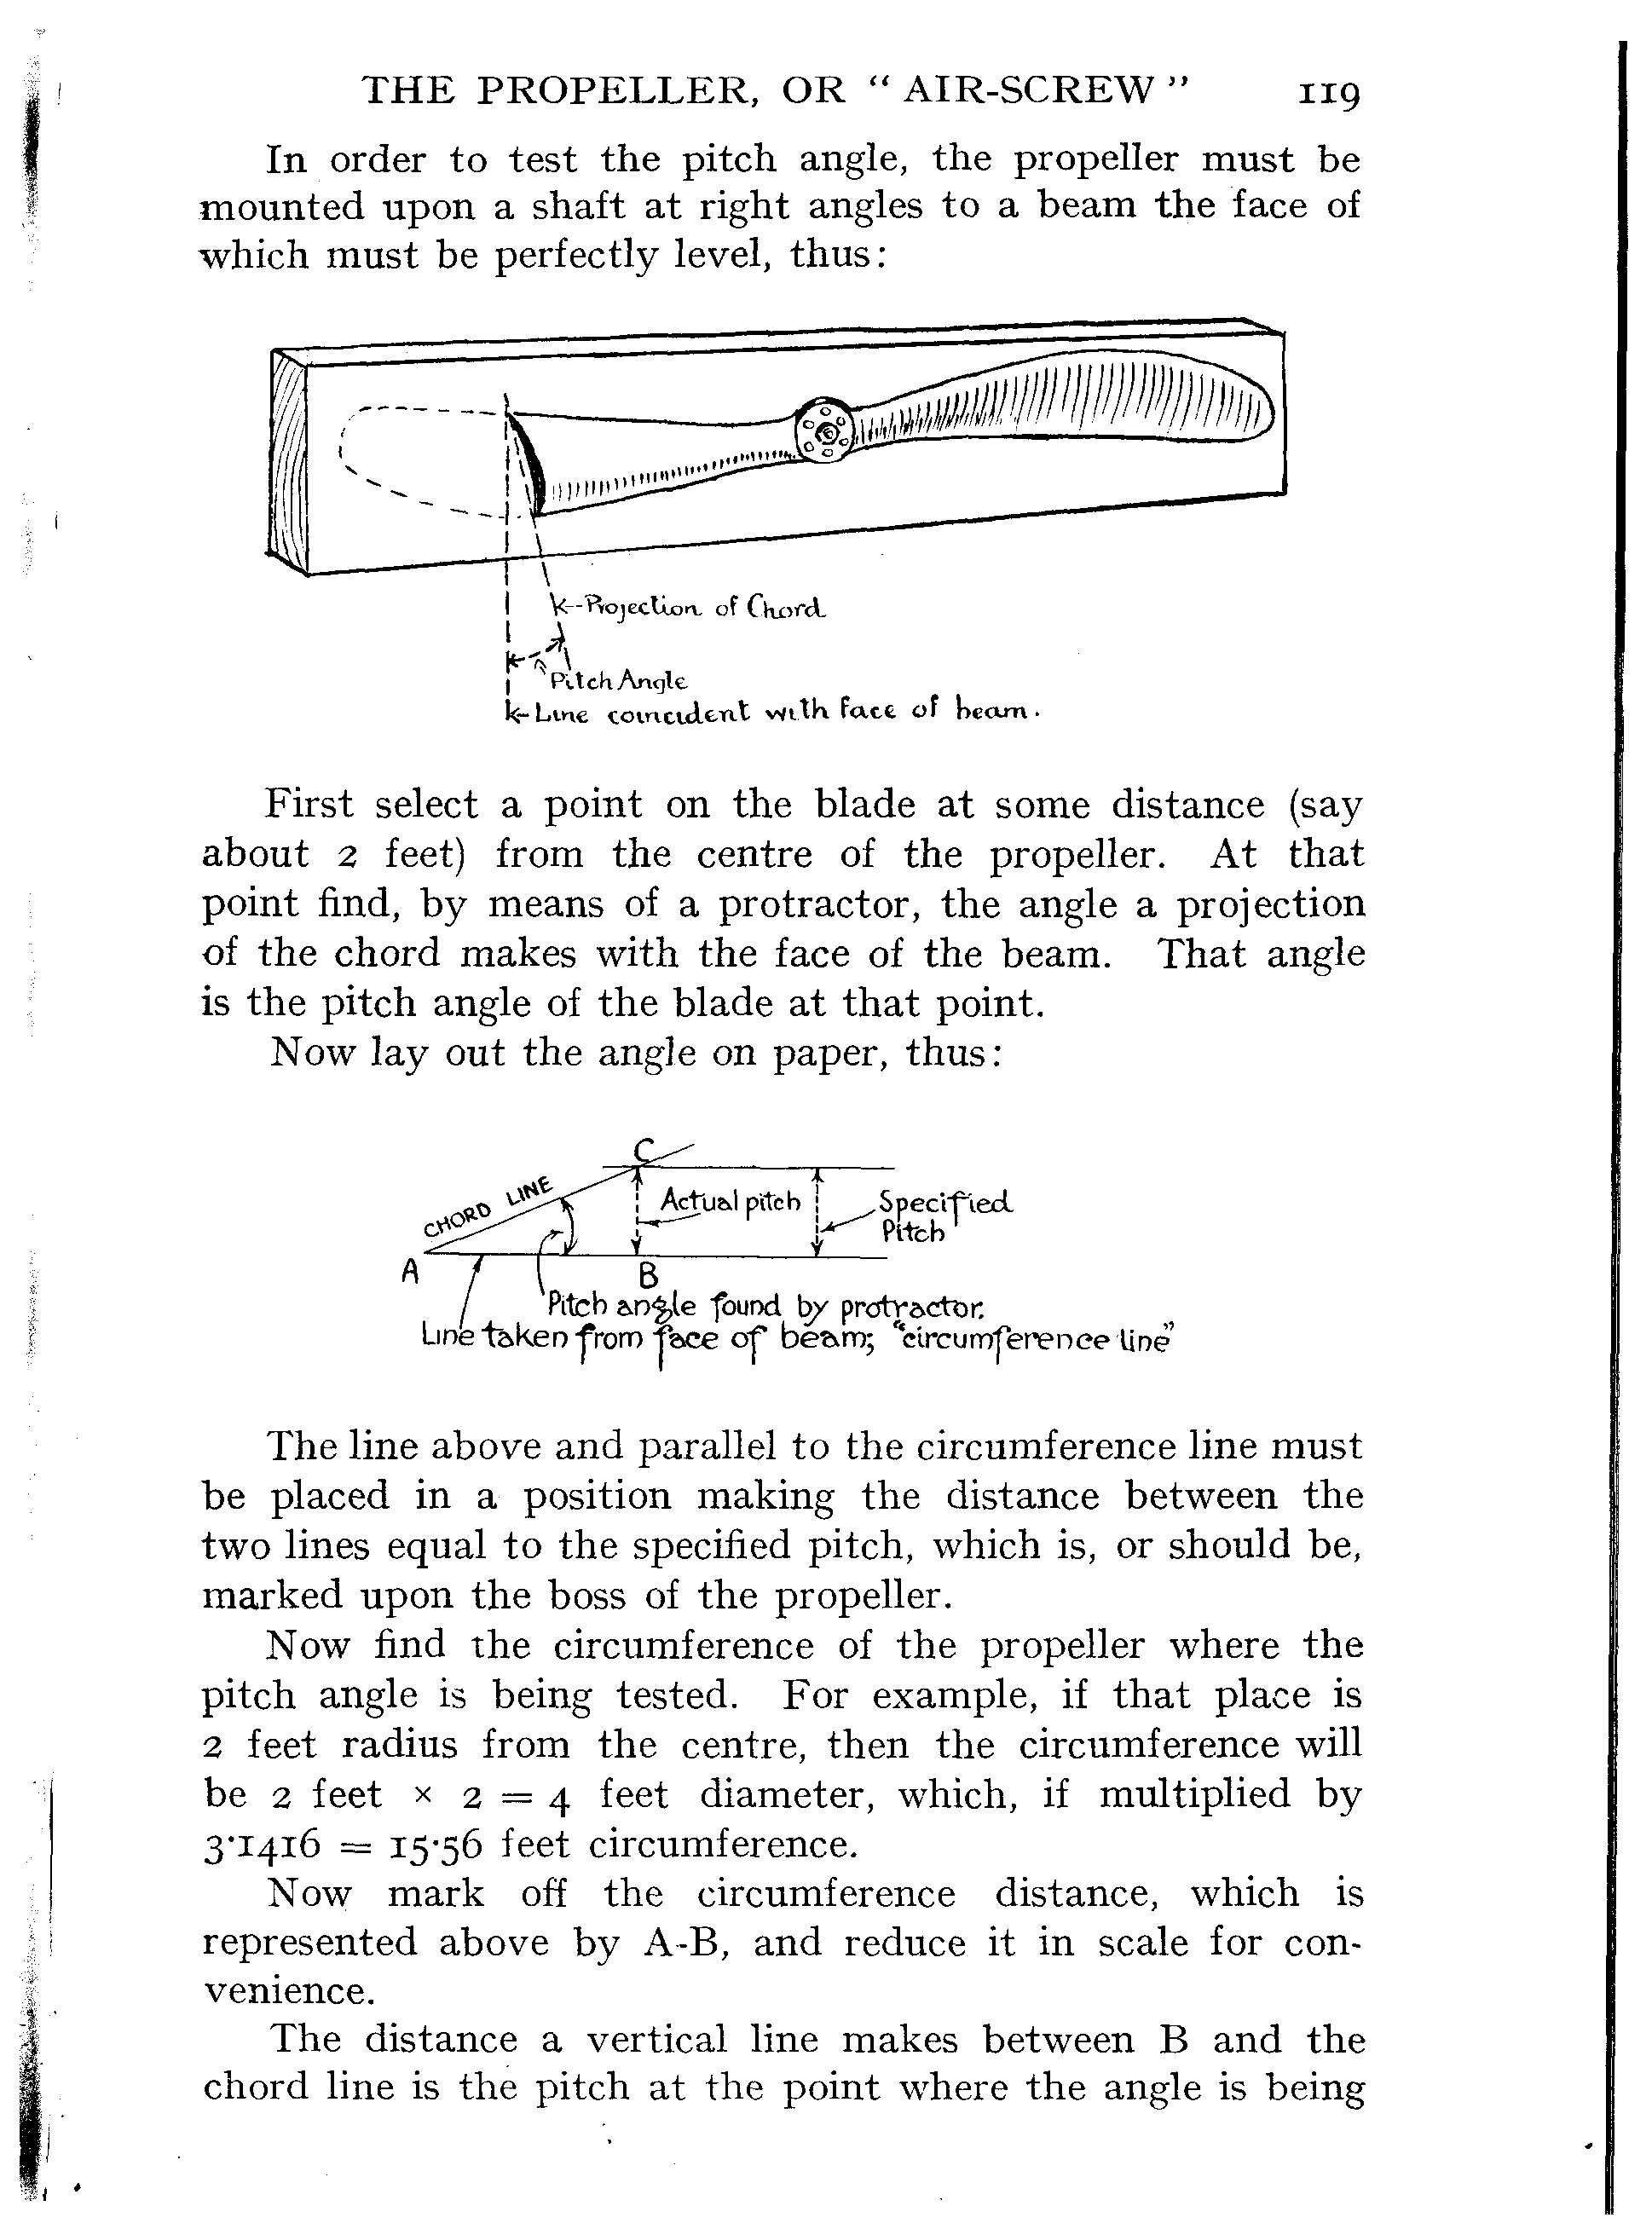 THE PROPELLER, OR “ AIR-SCREW ” 119
In order to test the pitch angle, the propeller must be
mounted upon a shaft at right angles to a beam the face of
which must be perfectly level, thus:
Projection of Chord
Pitch Angle
Line coincident with face of beam.
First select a point on the blade at some distance (say
about 2 feet) from the centre of the propeller. At that
point find, by means of a protractor, the angle a projection
of the chord makes with the face of the beam. That angle
is the pitch angle of the blade at that point.
Now lay out the angle on paper, thus:
C
CHORD LINE
Actual pitch
Specified
Pitch
A
B
Pitch angle found by protractor.
Line taken from face of beam; “circumference line”
The line above and parallel to the circumference line must
be placed in a position making the distance between the
two lines equal to the specified pitch, which is, or should be,
marked upon the boss of the propeller.
Now find the circumference of the propeller where the
pitch angle is being tested. For example, if that place is
2 feet radius from the centre, then the circumference will
be 2 feet × 2 = 4 feet diameter, which, if multiplied by
3·1416 = 15·56 feet circumference.
Now mark off the circumference distance, which is
represented above by A-B, and reduce it in scale for con-
venience.
The distance a vertical line makes between B and the
chord line is the pitch at the point where the angle is being